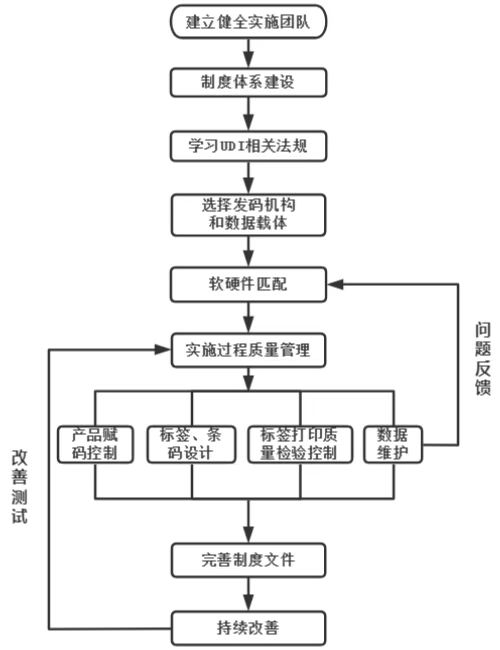 建立健全实施团队
制度体系建设
学习UDI相关法规
选择发码机构
和数据载体
软硬件匹配
问题反馈
实施过程质量管理
产品赋
码控制
标签、条
码设计
标签打印质
量检验控制
数据
维护
改善测试
完善制度文件
持续改善